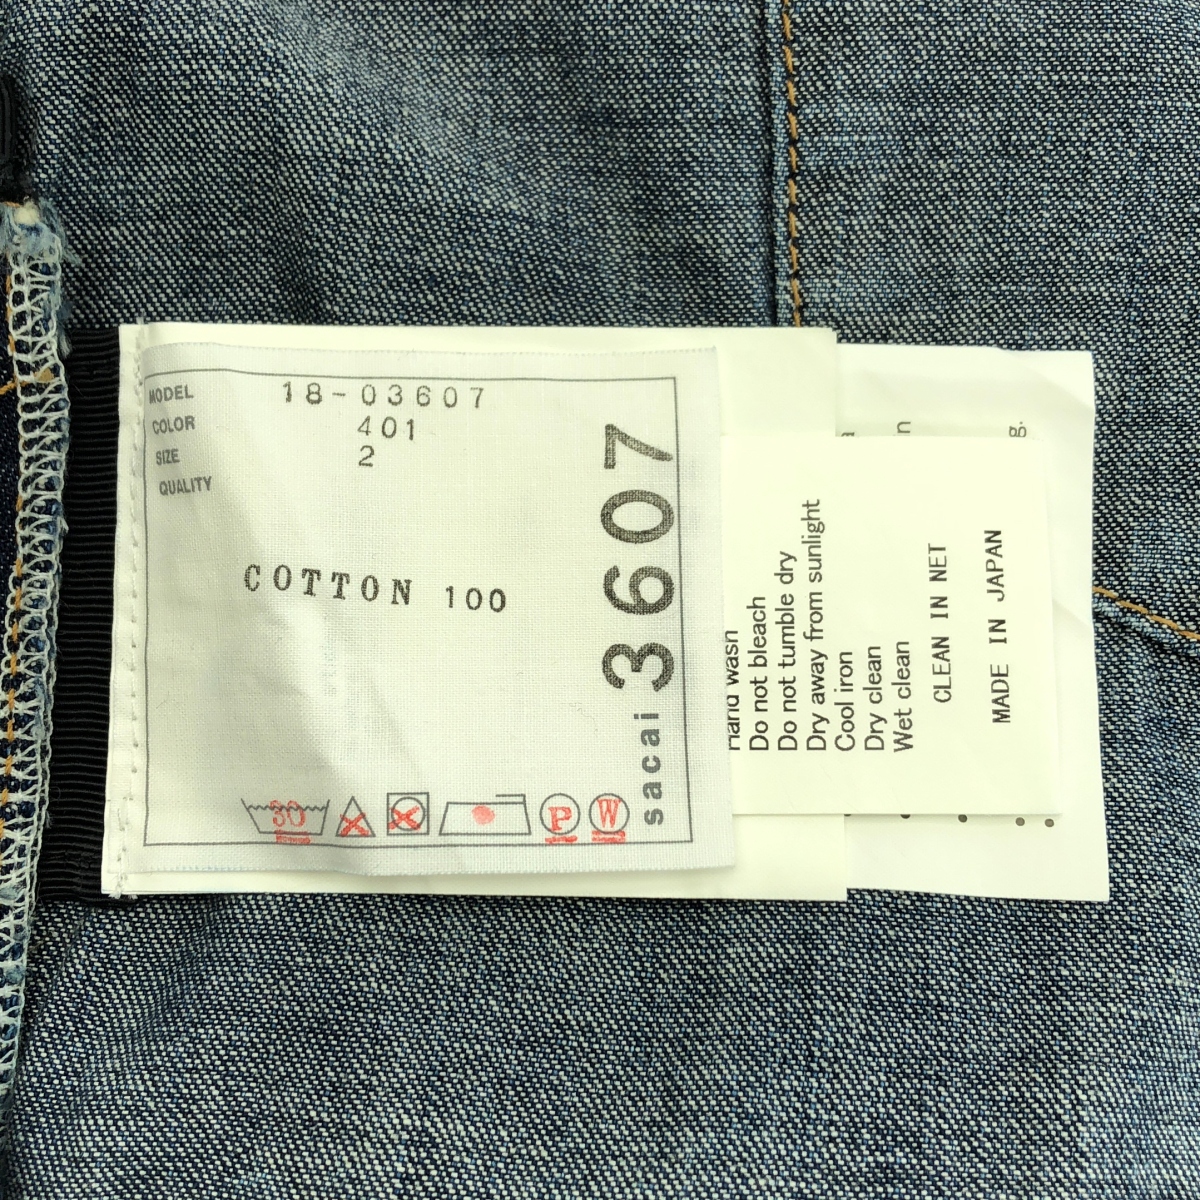 MODEL 18-03607
COLOR 401
SIZE 2
QUALITY
COTTON 100
sacai 3607
30
P
W
Hand wash
Do not bleach
Do not tumble dry
Dry away from sunlight
Cool iron
Dry clean
Wet clean
CLEAN IN NET
MADE IN JAPAN
n
g.